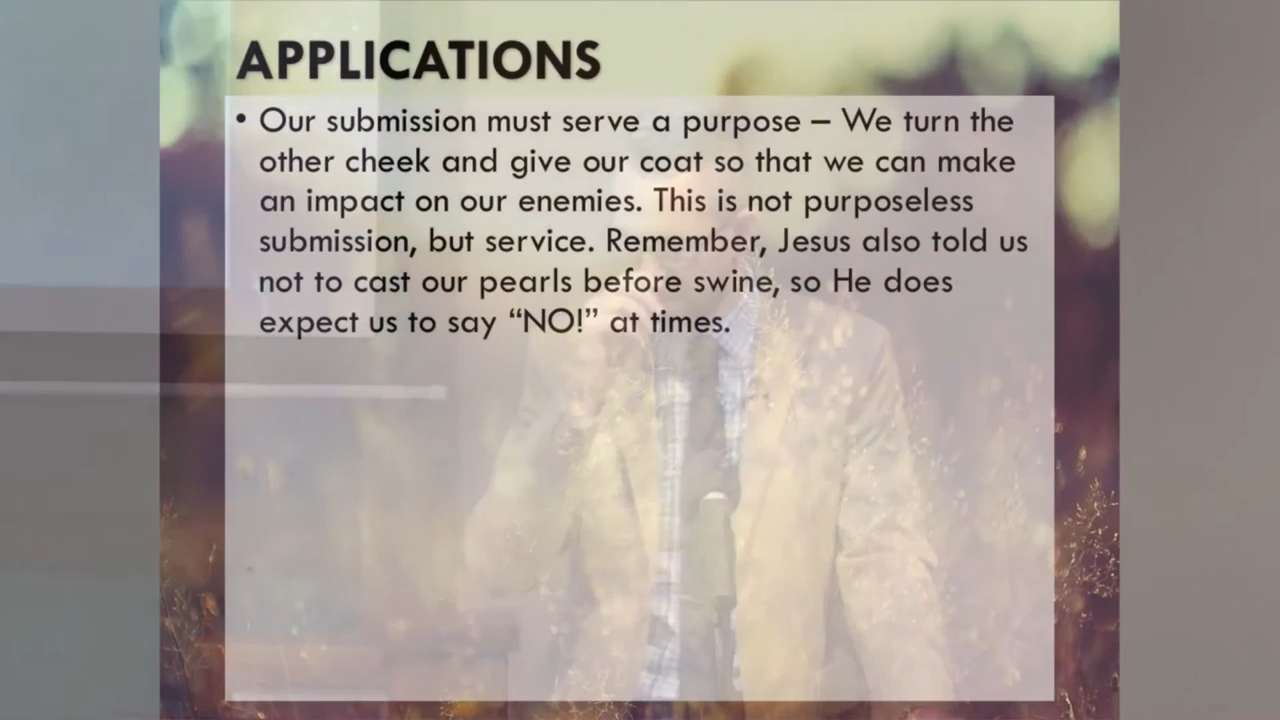 APPLICATIONS
• Our submission must serve a purpose – We turn the
other cheek and give our coat so that we can make
an impact on our enemies. This is not purposeless
submission, but service. Remember, Jesus also told us
not to cast our pearls before swine, so He does
expect us to say “NO!” at times.